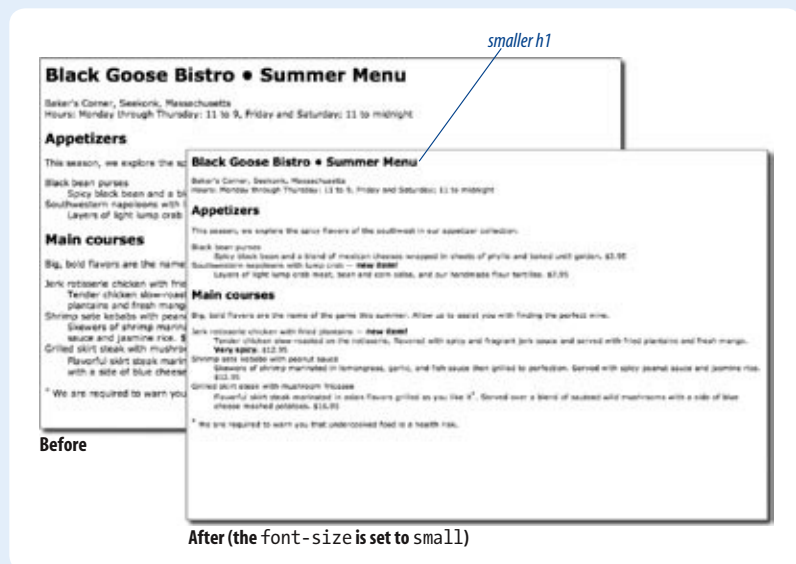 smaller h1
Black Goose Bistro • Summer Menu
Baker's Corner, Seekonk, Massachusetts
Hours: Monday through Thursday: 11 to 9, Friday and Saturday; 11 to midnight
Appetizers
This season, we explore the sp
Black bean purses
Spicy black bean and a bl
Southwestern napoleons with l
Layers of light lump crab
Main courses
Big, bold flavors are the name
Jerk rotisserie chicken with frie
Tender chicken slow-roast
plantains and fresh mang
Shrimp sate kebabs with pean
Skewers of shrimp marina
sauce and jasmine rice. $
Grilled skirt steak with mushro
Flavorful skirt steak marin
with a side of blue cheese
* We are required to warn you
Before
Black Goose Bistro • Summer Menu
Baker's Corner, Seekonk, Massachusetts
Hours: Monday through Thursday: 11 to 9, Friday and Saturday; 11 to midnight
Appetizers
This season, we explore the spicy flavors of the southwest in our appetizer collection.
Black bean purses
Spicy black bean and a blend of mexican cheeses wrapped in sheets of phyllo and baked until golden. $3.95
Southwestern napoleons with lump crab — new item!
Layers of light lump crab meat, bean and corn salsa, and our handmade flour tortillas. $7.95
Main courses
Big, bold flavors are the name of the game this summer. Allow us to assist you with finding the perfect wine.
Jerk rotisserie chicken with fried plantains — new item!
Tender chicken slow-roasted on the rotisserie, flavored with spicy and fragrant jerk sauce and served with fried plantains and fresh mango.
Very spicy. $12.95
Shrimp sate kebabs with peanut sauce
Skewers of shrimp marinated in lemongrass, garlic, and fish sauce then grilled to perfection. Served with spicy peanut sauce and jasmine rice.
$12.95
Grilled skirt steak with mushroom fricasee
Flavorful skirt steak marinated in asian flavors grilled as you like it*. Served over a blend of sauteed wild mushrooms with a side of blue
cheese mashed potatoes. $16.95
* We are required to warn you that undercooked food is a health risk.
After (the font-size is set to small)